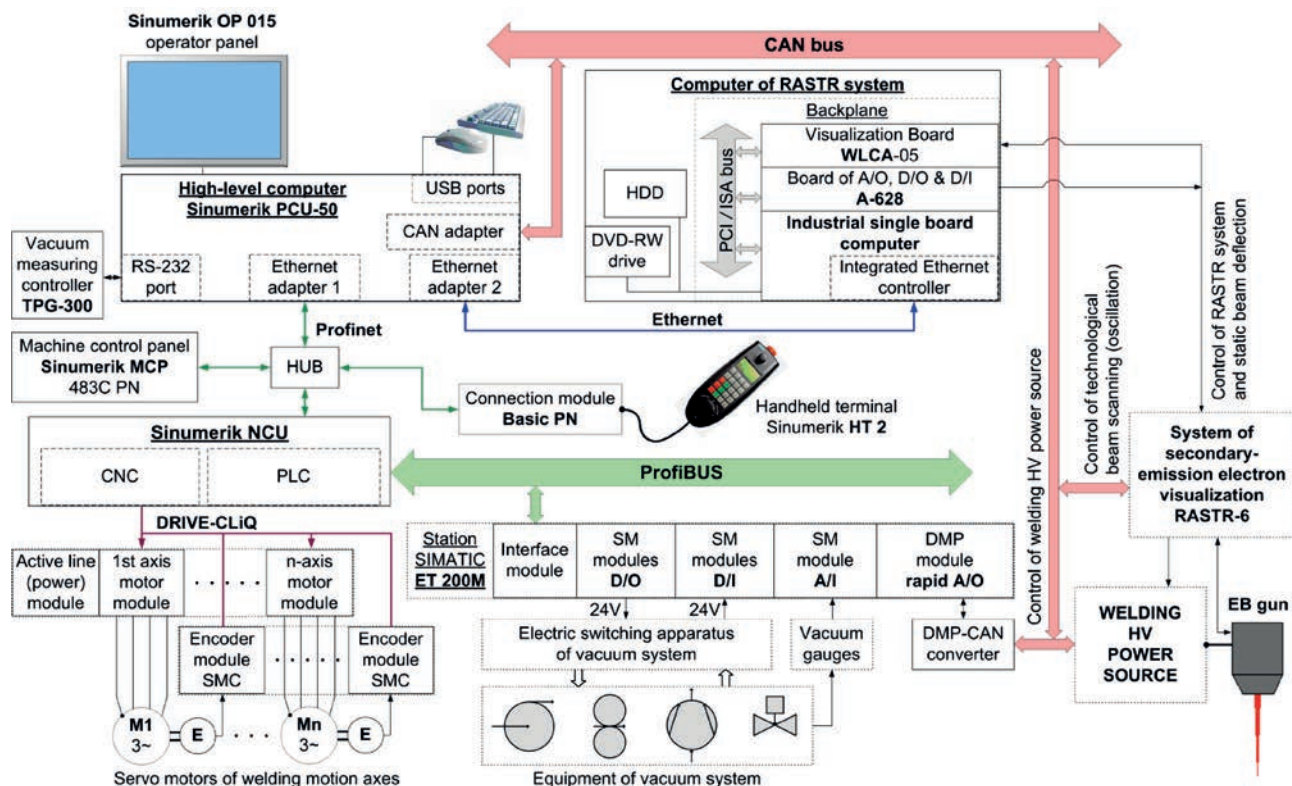 Sinumerik OP 015
operator panel
CAN bus
Computer of RASTR system
Backplane
Visualization Board
WLCA-05
Board of A/O, D/O & D/I
A-628
Industrial single board
computer
Integrated Ethernet
controller
PCI / ISA bus
HDD
DVD-RW
drive
High-level computer
Sinumerik PCU-50
USB ports
CAN adapter
RS-232
port
Ethernet
adapter 1
Ethernet
adapter 2
Vacuum
measuring
controller
TPG-300
Profinet
Ethernet
Machine control panel
Sinumerik MCP
483C PN
HUB
Connection module
Basic PN
Handheld terminal
Sinumerik HT 2
Sinumerik NCU
CNC
PLC
ProfiBUS
DRIVE-CLiQ
Active line
(power)
module
1st axis
motor
module
. . . . .
n-axis
motor
module
Encoder
module
SMC
. . . . .
Encoder
module
SMC
M1
3~
E
. . .
Mn
3~
E
Servo motors of welding motion axes
Station
SIMATIC
ET 200M
Interface
module
SM
modules
D/O
SM
modules
D/I
SM
modules
A/I
DMP
module
rapid A/O
24V
24V
Electric switching apparatus
of vacuum system
Vacuum
gauges
DMP-CAN
converter
Equipment of vacuum system
Control of welding HV power source
Control of technological
beam scanning (oscillation)
Control of RASTR system
and static beam deflection
System of
secondary-
emission electron
visualization
RASTR-6
WELDING
HV
POWER
SOURCE
EB gun